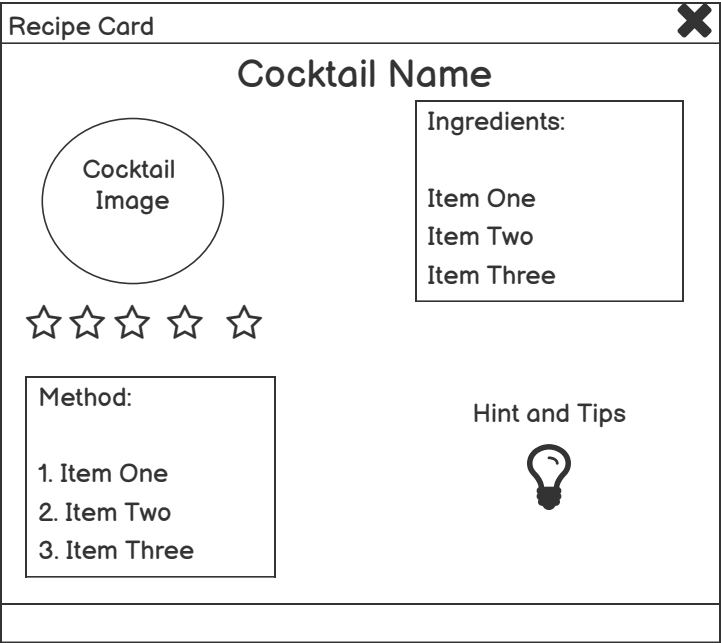 Recipe Card
Cocktail Name
Cocktail
Image
Ingredients:
Item One
Item Two
Item Three
Method:
1. Item One
2. Item Two
3. Item Three
Hint and Tips